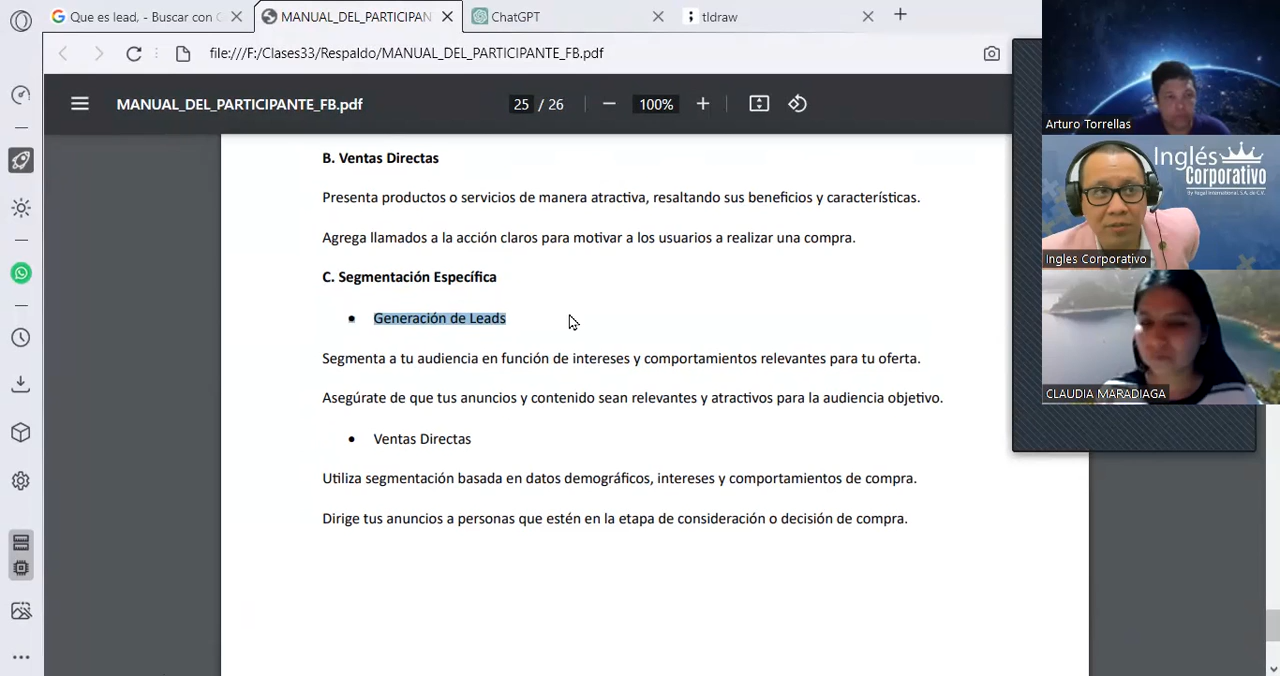 Que es lead, - Buscar con G
MANUAL_DEL_PARTICIPAN
ChatGPT
tldraw
file:///F:/Clases33/Respaldo/MANUAL_DEL_PARTICIPANTE_FB.pdf
MANUAL_DEL_PARTICIPANTE_FB.pdf
25 / 26
100%
B. Ventas Directas
Presenta productos o servicios de manera atractiva, resaltando sus beneficios y características.
Agrega llamados a la acción claros para motivar a los usuarios a realizar una compra.
C. Segmentación Específica
• Generación de Leads
Segmenta a tu audiencia en función de intereses y comportamientos relevantes para tu oferta.
Asegúrate de que tus anuncios y contenido sean relevantes y atractivos para la audiencia objetivo.
• Ventas Directas
Utiliza segmentación basada en datos demográficos, intereses y comportamientos de compra.
Dirige tus anuncios a personas que estén en la etapa de consideración o decisión de compra.
Arturo Torrellas
Inglés
Corporativo
By Regal International, S.A. de C.V.
Ingles Corporativo
CLAUDIA MARADIAGA